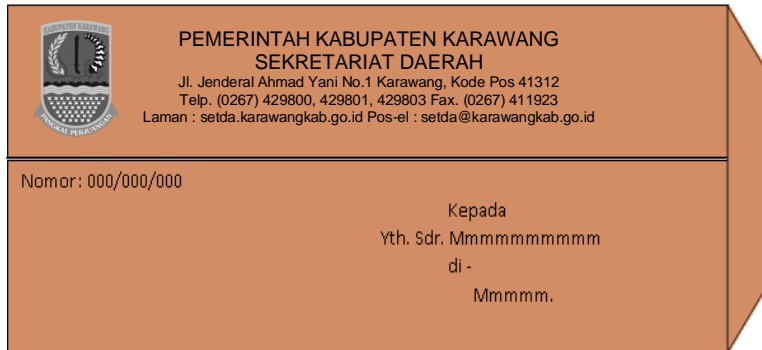 KABUPATEN KARAWANG
PEMERINTAH KABUPATEN KARAWANG
SEKRETARIAT DAERAH
Jl. Jenderal Ahmad Yani No.1 Karawang, Kode Pos 41312
Telp. (0267) 429800, 429801, 429803 Fax. (0267) 411923
Laman : setda.karawangkab.go.id Pos-el : setda@karawangkab.go.id
PANGKAL PERJUANGAN
Nomor: 000/000/000
Kepada
Yth. Sdr. Mmmmmmmmmm
di -
Mmmmm.